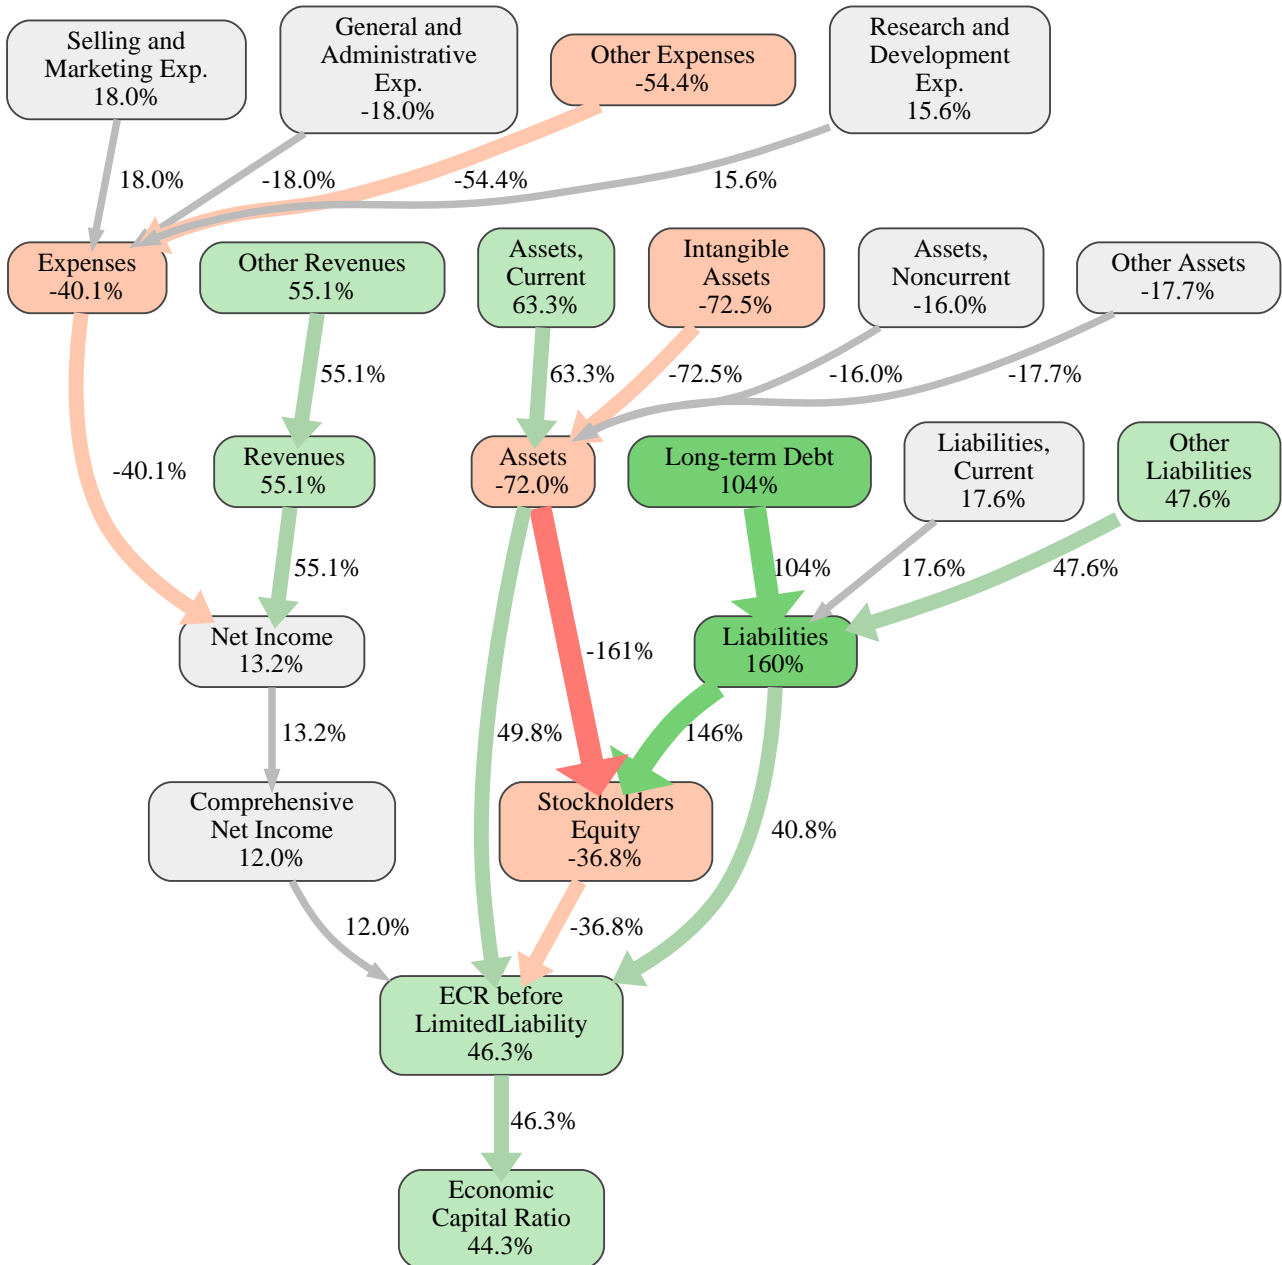 Selling and
Marketing Exp.
18.0%
General and
Administrative
Exp.
-18.0%
Other Expenses
-54.4%
Research and
Development
Exp.
15.6%
18.0%
-18.0%
-54.4%
15.6%
Expenses
-40.1%
Other Revenues
55.1%
Assets,
Current
63.3%
Intangible
Assets
-72.5%
Assets,
Noncurrent
-16.0%
Other Assets
-17.7%
55.1%
63.3%
-72.5%
-16.0%
-17.7%
-40.1%
Revenues
55.1%
Assets
-72.0%
Long-term Debt
104%
Liabilities,
Current
17.6%
Other
Liabilities
47.6%
55.1%
104%
17.6%
47.6%
Net Income
13.2%
-161%
Liabilities
160%
13.2%
49.8%
146%
Comprehensive
Net Income
12.0%
Stockholders
Equity
-36.8%
40.8%
12.0%
-36.8%
ECR before
LimitedLiability
46.3%
46.3%
Economic
Capital Ratio
44.3%